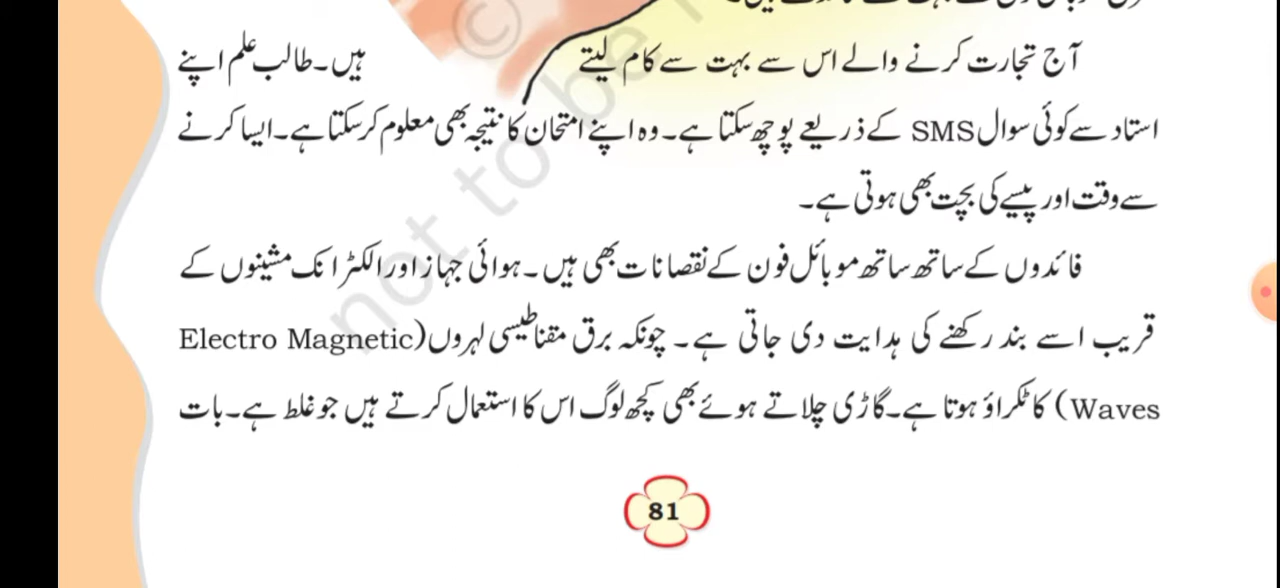 آج تجارت کرنے والے اس سے بہت سے کام لیتے ہیں۔ طالب علم اپنے
استاد سے کوئی سوال SMS کے ذریعے پوچھ سکتا ہے۔ وہ اپنے امتحان کا نتیجہ بھی معلوم کر سکتا ہے۔ ایسا کرنے
سے وقت اور پیسے کی بچت بھی ہوتی ہے۔
فائدوں کے ساتھ ساتھ موبائل فون کے نقصانات بھی ہیں۔ ہوائی جہاز اور الکٹرانک مشینوں کے
قریب اسے بند رکھنے کی ہدایت دی جاتی ہے۔ چونکہ برق مقناطیسی لہروں (Electro Magnetic
Waves) کا ٹکراؤ ہوتا ہے۔ گاڑی چلاتے ہوئے بھی کچھ لوگ اس کا استعمال کرتے ہیں جو غلط ہے۔ بات
81
© not to be